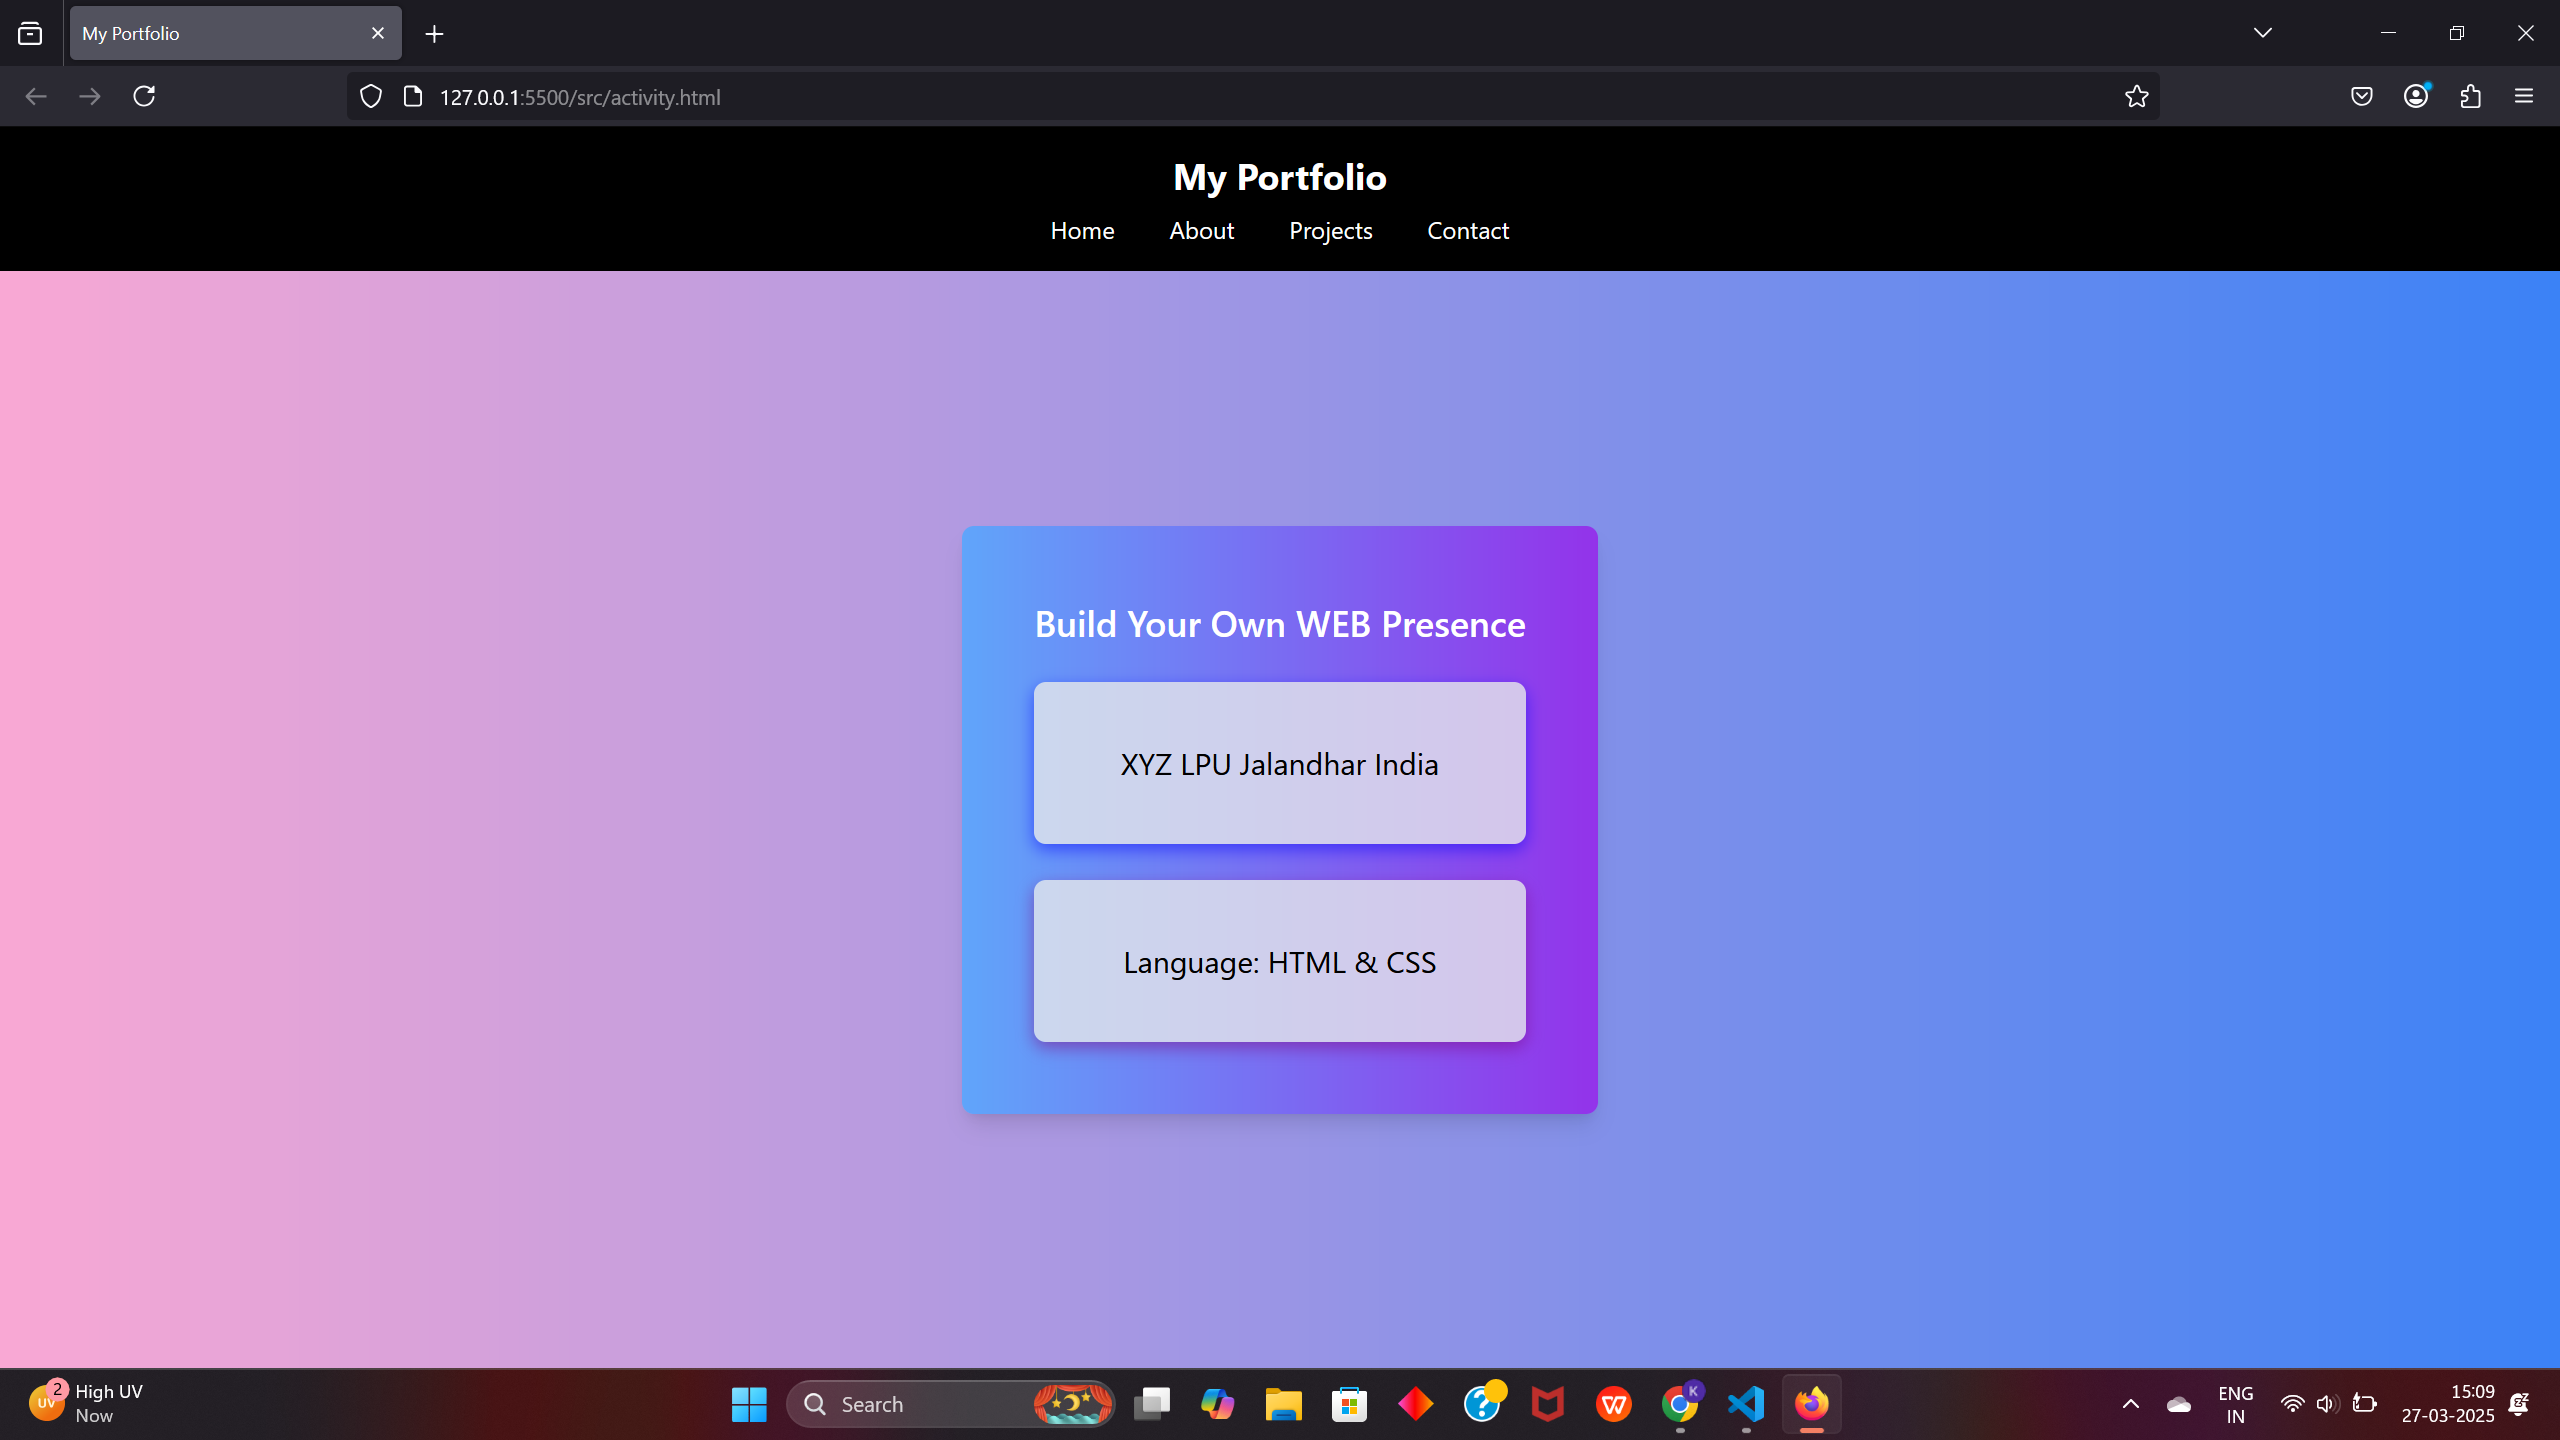 My Portfolio
127.0.0.1:5500/src/activity.html
My Portfolio
Home About Projects Contact
Build Your Own WEB Presence
XYZ LPU Jalandhar India
Language: HTML & CSS
UV 2 High UV
Now
Search
K
ENG
IN
15:09
27-03-2025